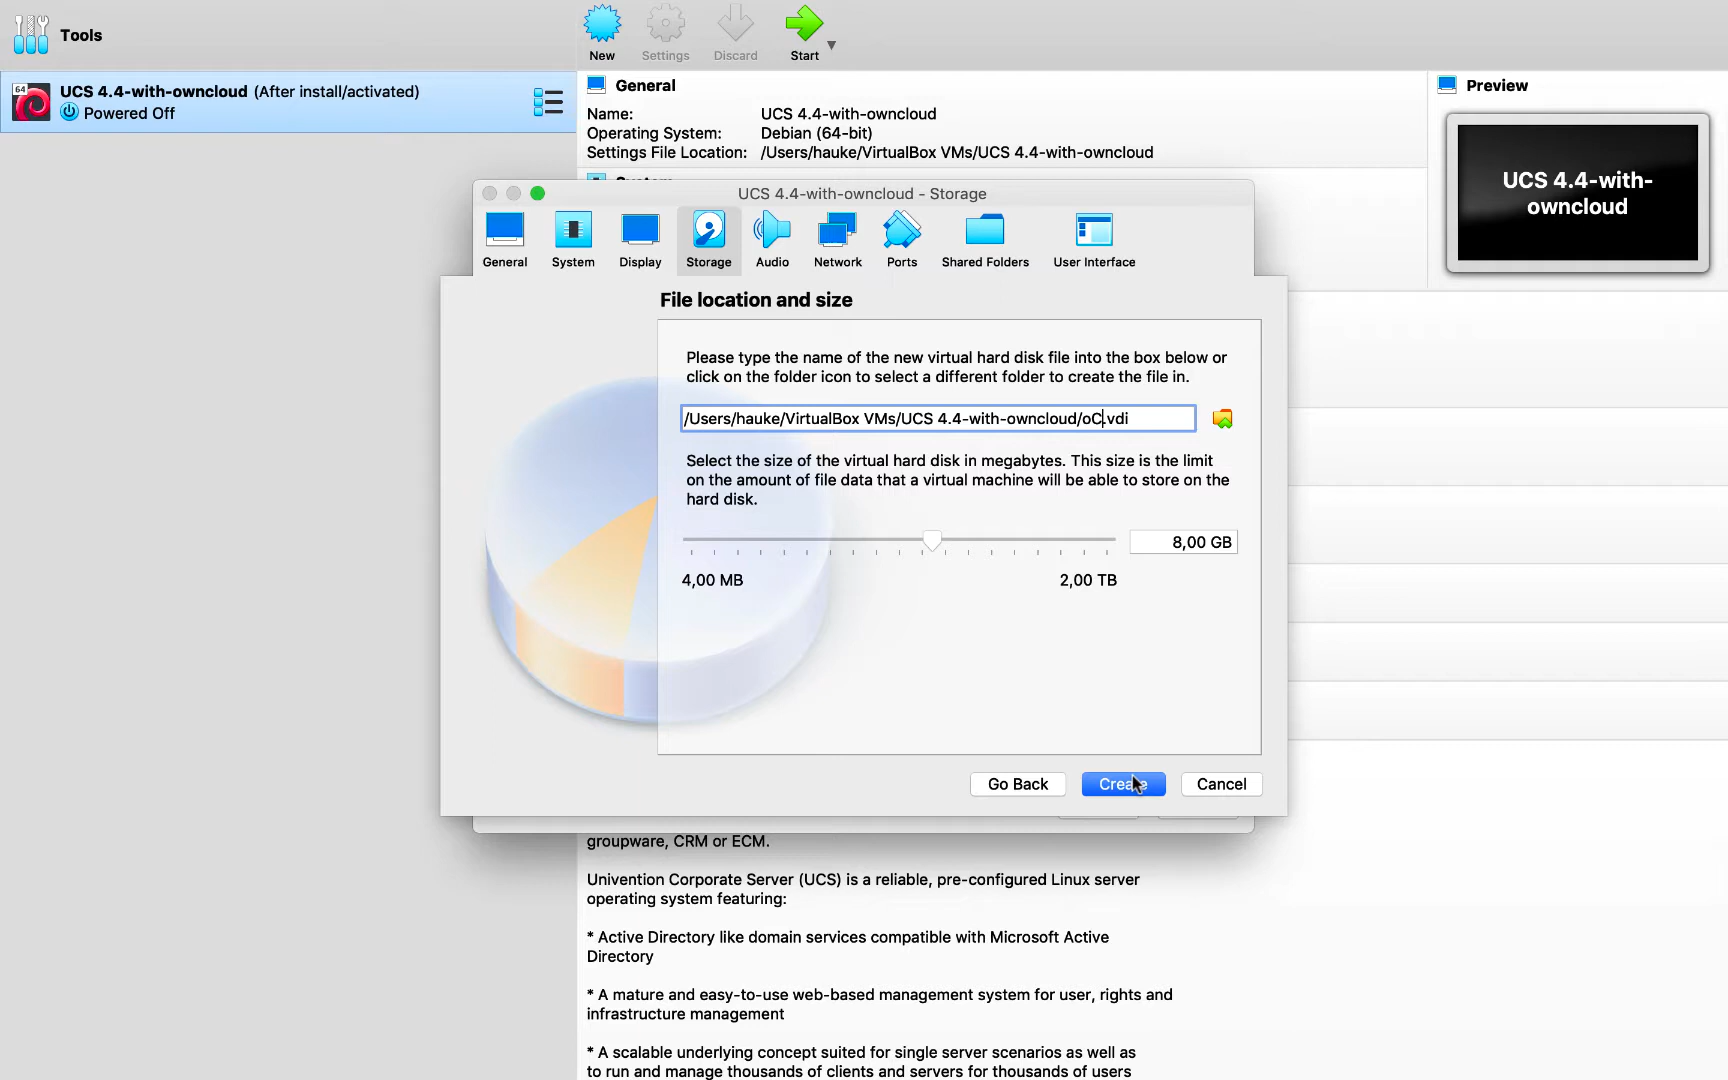 Tools
New
Settings
Discard
Start
64
UCS 4.4-with-owncloud (After install/activated)
Powered Off
General
Name: UCS 4.4-with-owncloud
Operating System: Debian (64-bit)
Settings File Location: /Users/hauke/VirtualBox VMs/UCS 4.4-with-owncloud
Preview
UCS 4.4-with-
owncloud
UCS 4.4-with-owncloud - Storage
General
System
Display
Storage
Audio
Network
Ports
Shared Folders
User Interface
File location and size
Please type the name of the new virtual hard disk file into the box below or
click on the folder icon to select a different folder to create the file in.
/Users/hauke/VirtualBox VMs/UCS 4.4-with-owncloud/oC.vdi
Select the size of the virtual hard disk in megabytes. This size is the limit
on the amount of file data that a virtual machine will be able to store on the
hard disk.
8,00 GB
4,00 MB
2,00 TB
Go Back
Create
Cancel
groupware, CRM or ECM.
Univention Corporate Server (UCS) is a reliable, pre-configured Linux server
operating system featuring:
* Active Directory like domain services compatible with Microsoft Active
Directory
* A mature and easy-to-use web-based management system for user, rights and
infrastructure management
* A scalable underlying concept suited for single server scenarios as well as
to run and manage thousands of clients and servers for thousands of users